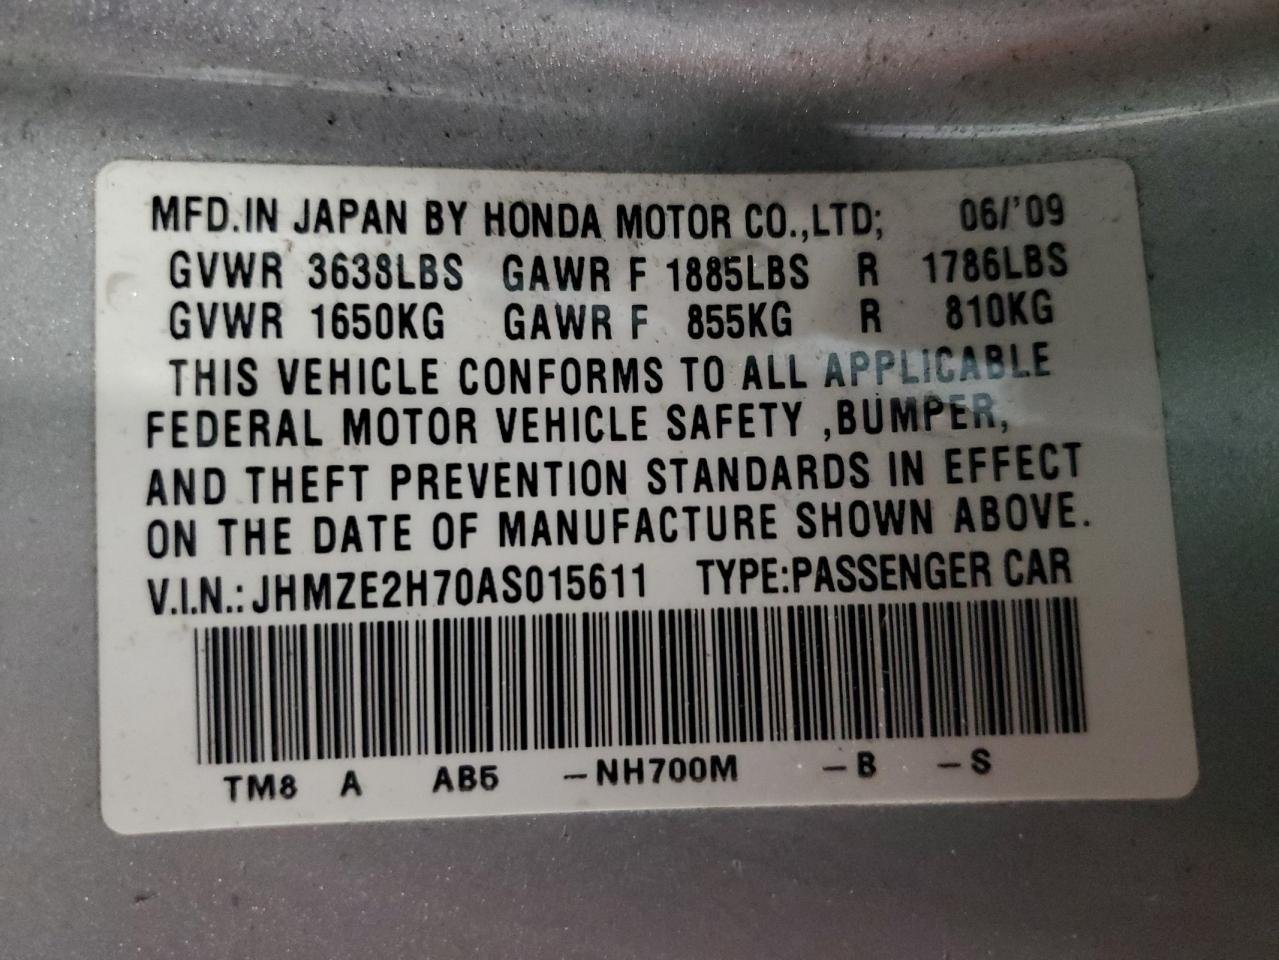 MFD.IN JAPAN BY HONDA MOTOR CO.,LTD; 06/'09
GVWR 3638LBS GAWR F 1885LBS R 1786LBS
GVWR 1650KG GAWR F 855KG R 810KG
THIS VEHICLE CONFORMS TO ALL APPLICABLE
FEDERAL MOTOR VEHICLE SAFETY ,BUMPER,
AND THEFT PREVENTION STANDARDS IN EFFECT
ON THE DATE OF MANUFACTURE SHOWN ABOVE.
V.I.N.: JHMZE2H70AS015611 TYPE:PASSENGER CAR
TM8 A AB5 -NH700M -B -S